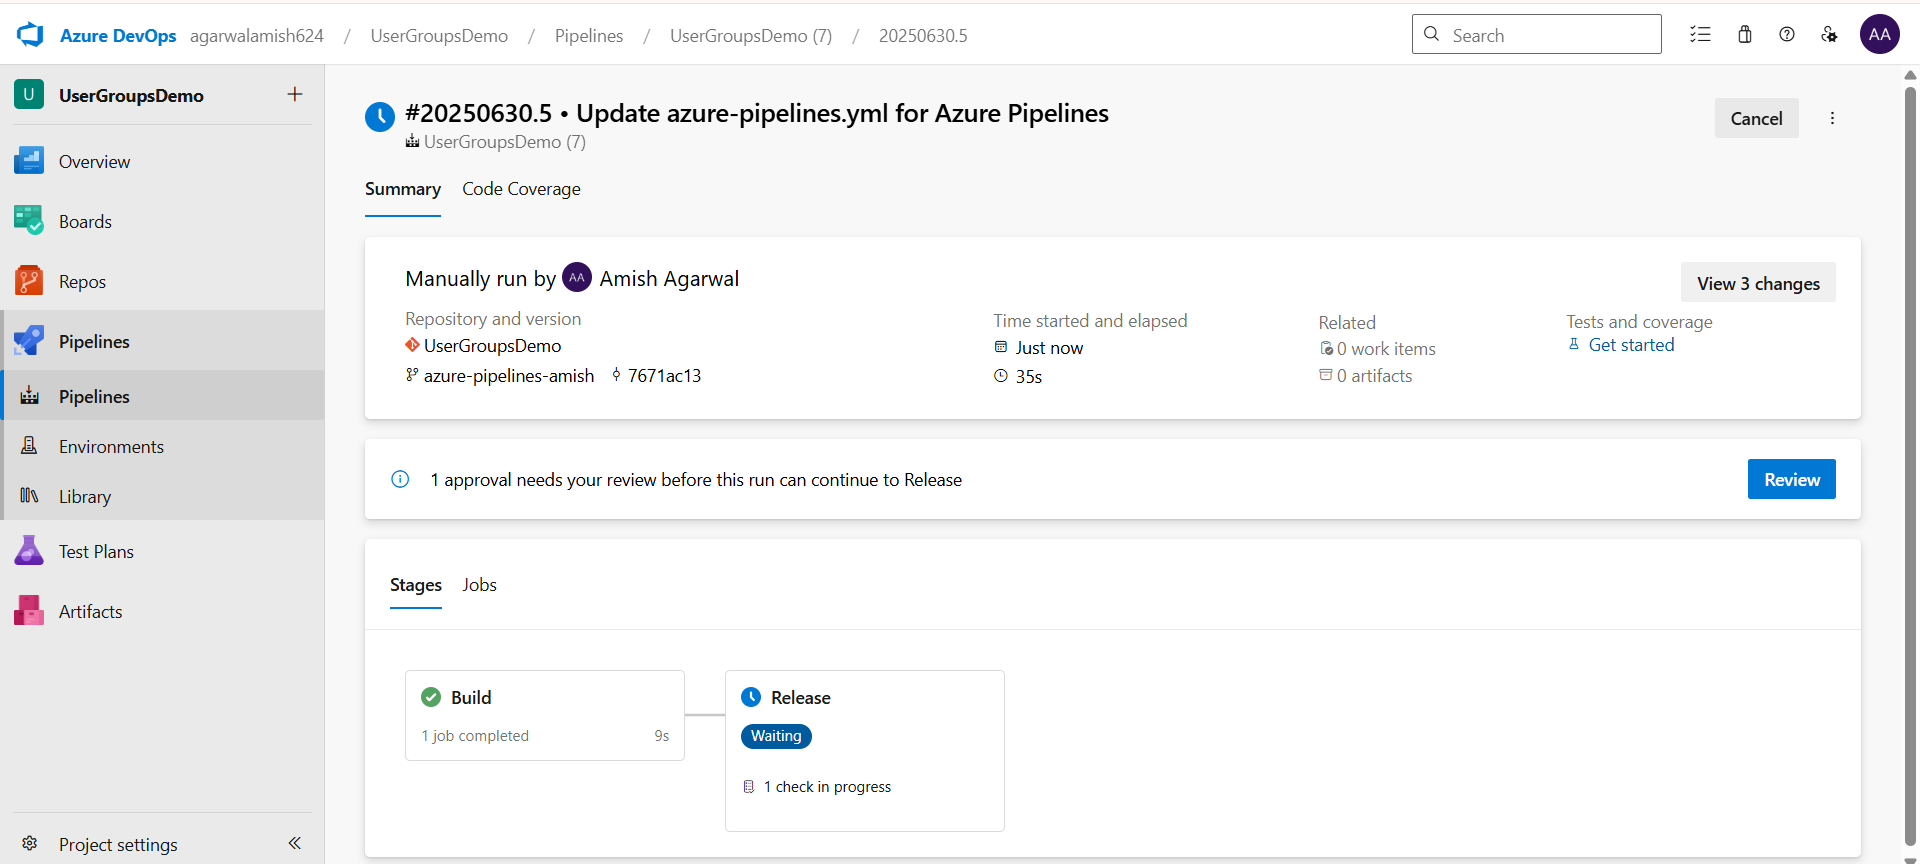 Azure DevOps agarwalamish624 / UserGroupsDemo / Pipelines / UserGroupsDemo (7) / 20250630.5
Search
AA
U UserGroupsDemo
Overview
Boards
Repos
Pipelines
Pipelines
Environments
Library
Test Plans
Artifacts
Project settings
#20250630.5 • Update azure-pipelines.yml for Azure Pipelines
UserGroupsDemo (7)
Cancel
Summary Code Coverage
Manually run by AA Amish Agarwal
View 3 changes
Repository and version
UserGroupsDemo
azure-pipelines-amish 7671ac13
Time started and elapsed
Just now
35s
Related
0 work items
0 artifacts
Tests and coverage
Get started
1 approval needs your review before this run can continue to Release
Review
Stages Jobs
Build
1 job completed 9s
Release
Waiting
1 check in progress